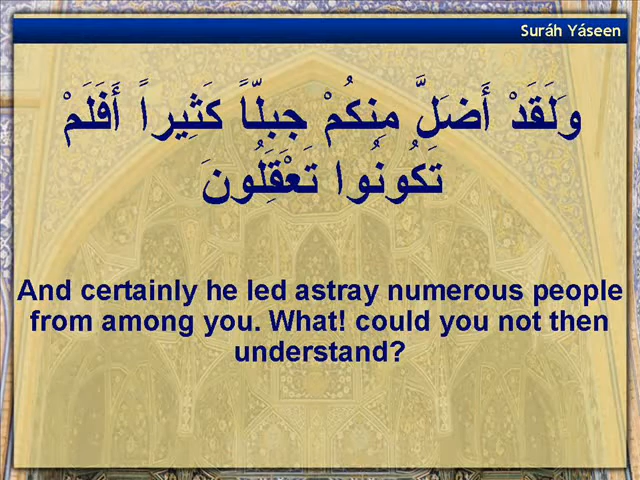 Suráh Yáseen
وَلَقَدْ أَضَلَّ مِنكُمْ جِبِلّاً كَثِيراً أَفَلَمْ
تَكُونُوا تَعْقِلُونَ
And certainly he led astray numerous people
from among you. What! could you not then
understand?